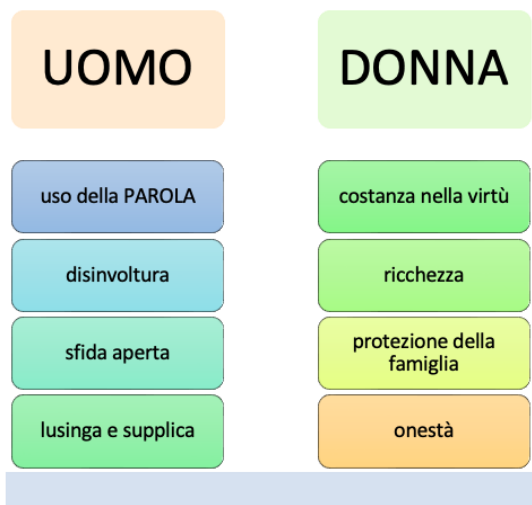 UOMO
DONNA
uso della PAROLA
costanza nella virtù
disinvoltura
ricchezza
sfida aperta
protezione della
famiglia
lusinga e supplica
onestà